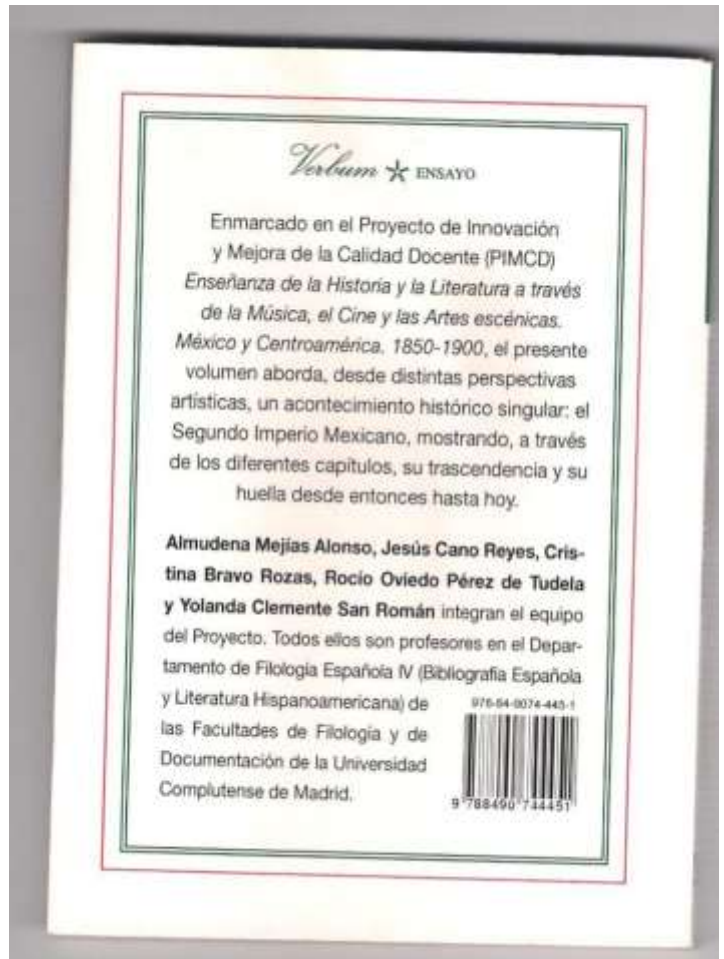 Verbum ENSAYO
Enmarcado en el Proyecto de Innovación
y Mejora de la Calidad Docente (PIMCD)
Enseñanza de la Historia y la Literatura a través
de la Música, el Cine y las Artes escénicas.
México y Centroamérica. 1850-1900, el presente
volumen aborda, desde distintas perspectivas
artísticas, un acontecimiento histórico singular: el
Segundo Imperio Mexicano, mostrando, a través
de los diferentes capítulos, su trascendencia y su
huella desde entonces hasta hoy.
Almudena Mejías Alonso, Jesús Cano Reyes, Cris-
tina Bravo Rozas, Rocío Oviedo Pérez de Tudela
y Yolanda Clemente San Román integran el equipo
del Proyecto. Todos ellos son profesores en el Depar-
tamento de Filología Española IV (Bibliografía Española
y Literatura Hispanoamericana) de
las Facultades de Filología y de
Documentación de la Universidad
Complutense de Madrid.
978-84-9074-445-1
9 788490 744451